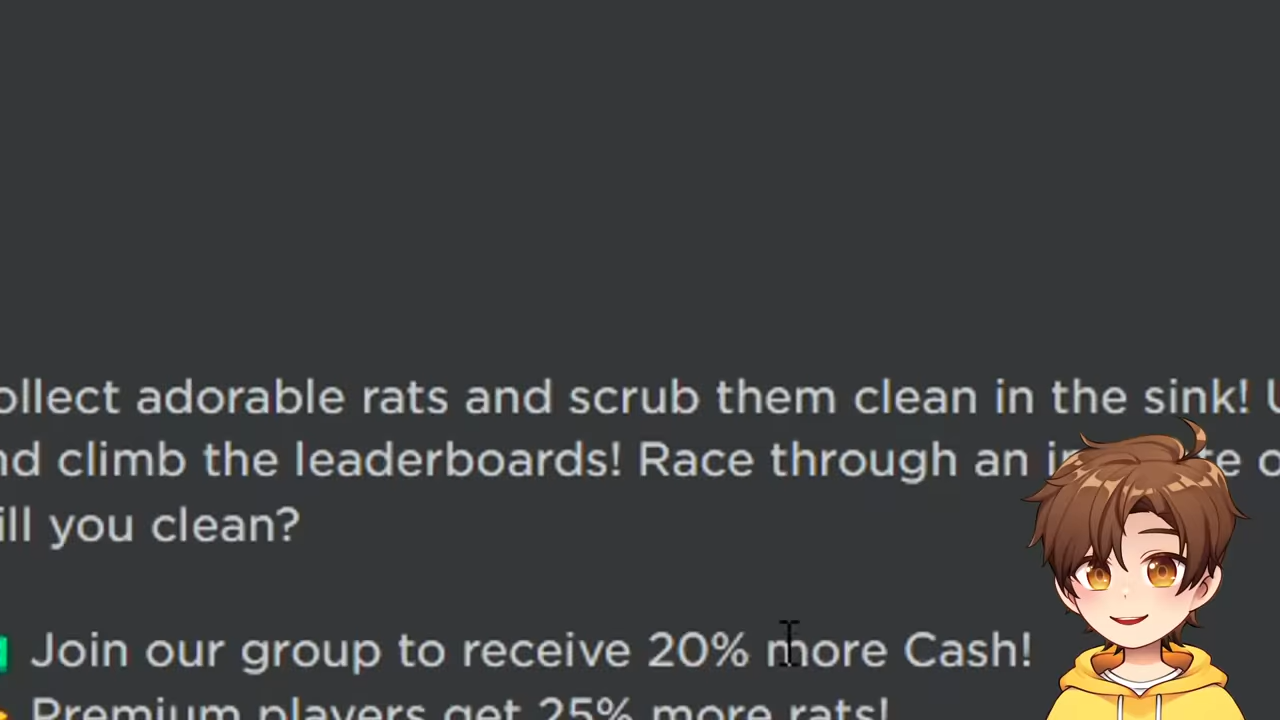 ollect adorable rats and scrub them clean in the sink!
nd climb the leaderboards! Race through an
ill you clean?
Join our group to receive 20% more Cash!
Premium players get 25% more rats!